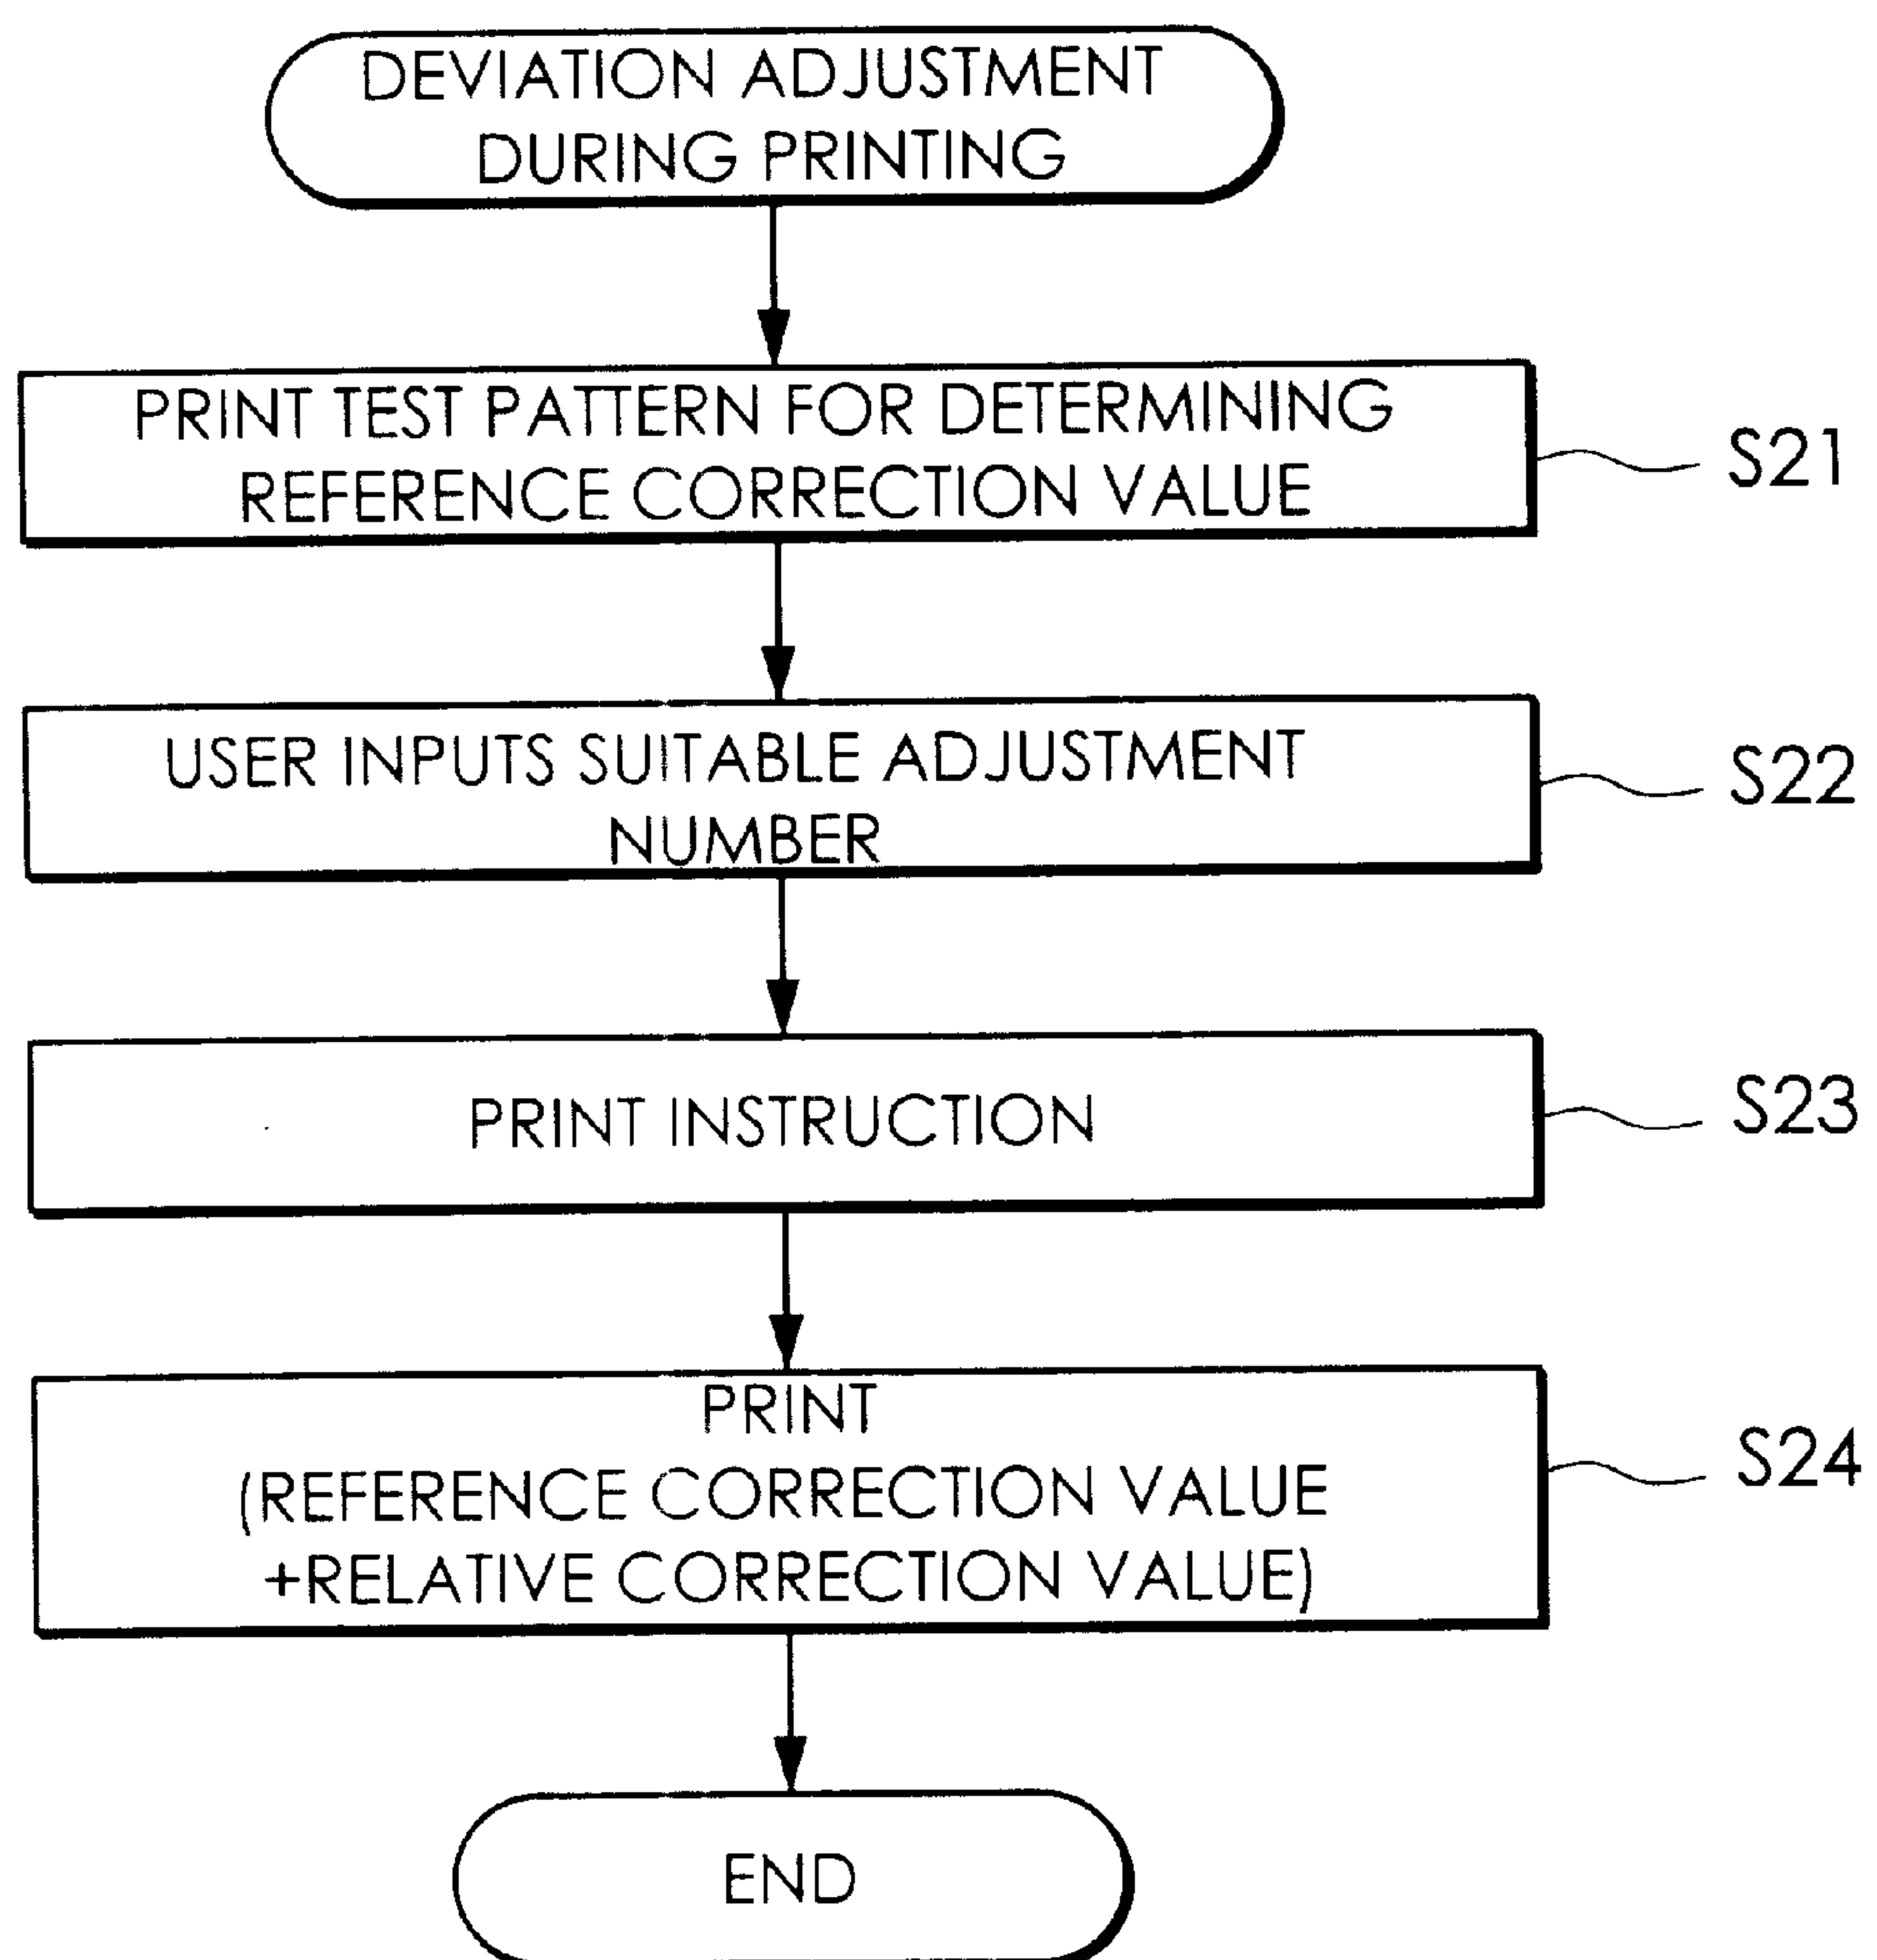 DEVIATION ADJUSTMENT
DURING PRINTING
PRINT TEST PATTERN FOR DETERMINING
REFERENCE CORRECTION VALUE
S21
USER INPUTS SUITABLE ADJUSTMENT
NUMBER
S22
PRINT INSTRUCTION
S23
PRINT
(REFERENCE CORRECTION VALUE
+RELATIVE CORRECTION VALUE)
S24
END